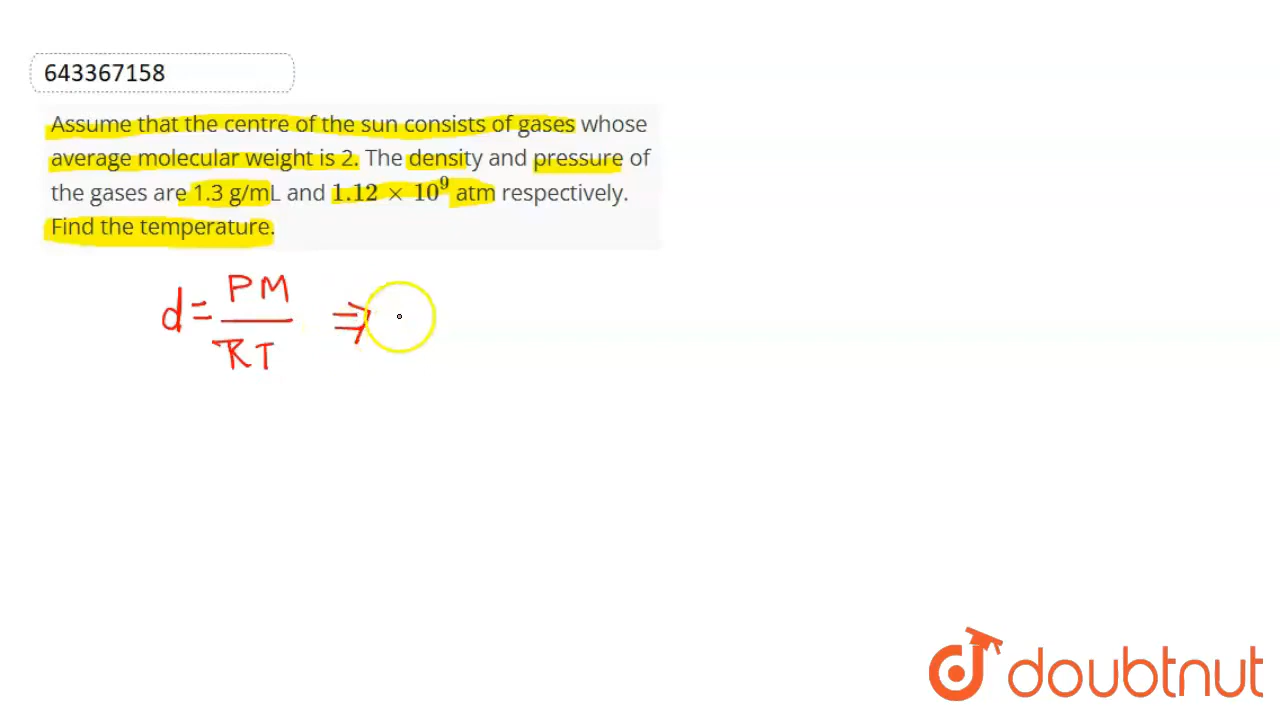 643367158
Assume that the centre of the sun consists of gases whose
average molecular weight is 2. The density and pressure of
the gases are 1.3 g/mL and 1.12 × 10⁹ atm respectively.
Find the temperature.
d = PM / RT ⇒
doubtnut